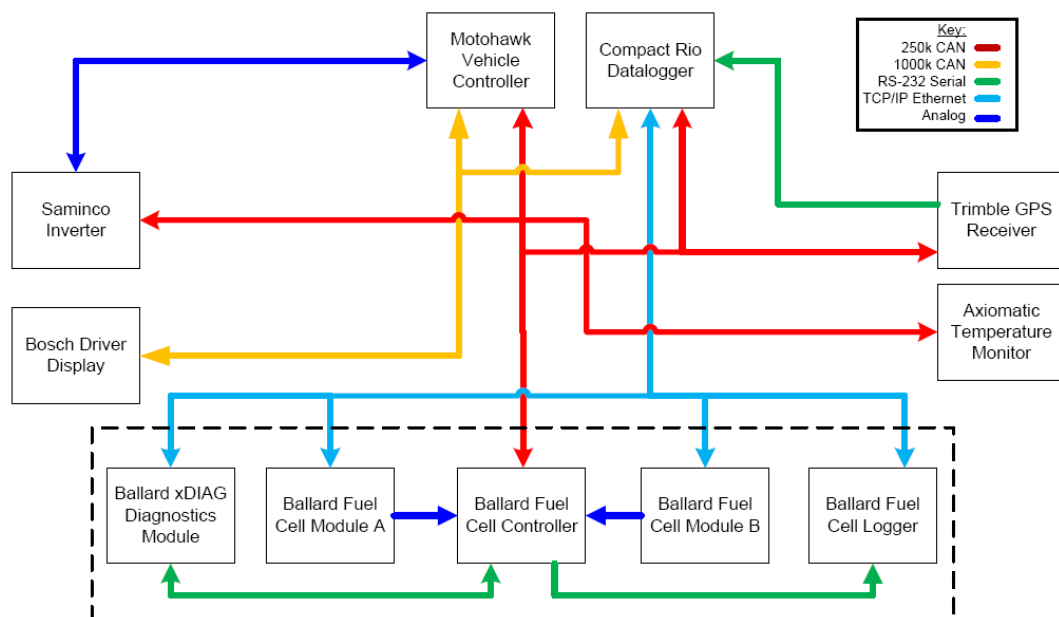 Motohawk
Vehicle
Controller
Compact Rio
Datalogger
Key:
250k CAN
1000k CAN
RS-232 Serial
TCP/IP Ethernet
Analog
Saminco
Inverter
Trimble GPS
Receiver
Bosch Driver
Display
Axiomatic
Temperature
Monitor
Ballard xDIAG
Diagnostics
Module
Ballard Fuel
Cell Module A
Ballard Fuel
Cell Controller
Ballard Fuel
Cell Module B
Ballard Fuel
Cell Logger